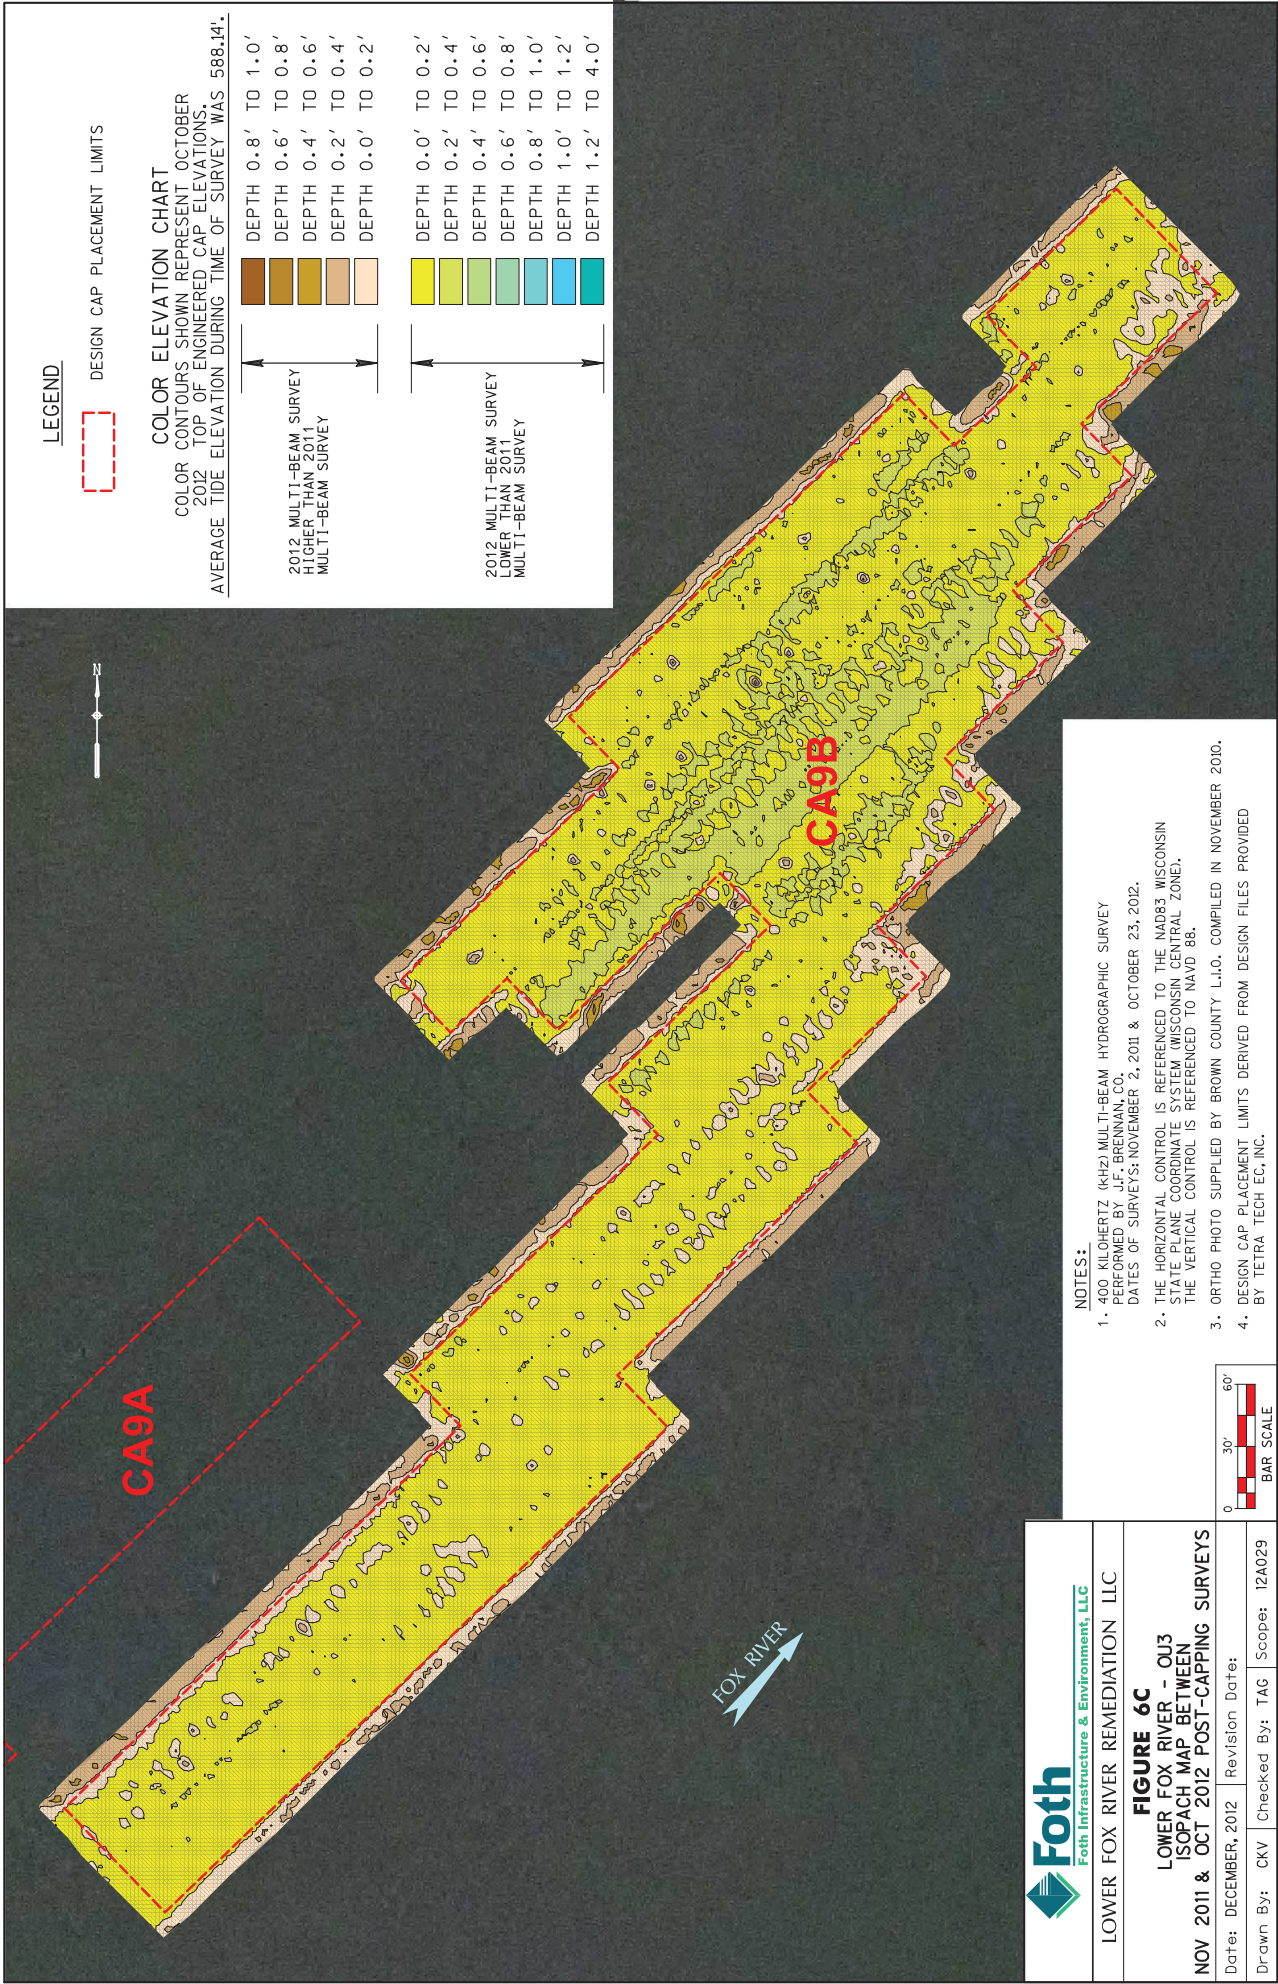 LEGEND
DESIGN CAP PLACEMENT LIMITS
COLOR ELEVATION CHART
COLOR CONTOURS SHOWN REPRESENT OCTOBER
2012 TOP OF ENGINEERED CAP ELEVATIONS.
AVERAGE TIDE ELEVATION DURING TIME OF SURVEY WAS 588.14'.
2012 MULTI-BEAM SURVEY
HIGHER THAN 2011
MULTI-BEAM SURVEY
DEPTH 0.8' TO 1.0'
DEPTH 0.6' TO 0.8'
DEPTH 0.4' TO 0.6'
DEPTH 0.2' TO 0.4'
DEPTH 0.0' TO 0.2'
2012 MULTI-BEAM SURVEY
LOWER THAN 2011
MULTI-BEAM SURVEY
DEPTH 0.0' TO 0.2'
DEPTH 0.2' TO 0.4'
DEPTH 0.4' TO 0.6'
DEPTH 0.6' TO 0.8'
DEPTH 0.8' TO 1.0'
DEPTH 1.0' TO 1.2'
DEPTH 1.2' TO 4.0'
N
CA9A
CA9B
FOX RIVER
NOTES:
1. 400 KILOHERTZ (kHz) MULTI-BEAM HYDROGRAPHIC SURVEY
PERFORMED BY J.F. BRENNAN, CO.
DATES OF SURVEYS: NOVEMBER 2, 2011 & OCTOBER 23, 2012.
2. THE HORIZONTAL CONTROL IS REFERENCED TO THE NAD83 WISCONSIN
STATE PLANE COORDINATE SYSTEM (WISCONSIN CENTRAL ZONE).
THE VERTICAL CONTROL IS REFERENCED TO NAVD 88.
3. ORTHO PHOTO SUPPLIED BY BROWN COUNTY L.I.O. COMPILED IN NOVEMBER 2010.
4. DESIGN CAP PLACEMENT LIMITS DERIVED FROM DESIGN FILES PROVIDED
BY TETRA TECH EC, INC.
0 30' 60'
BAR SCALE
Foth
Foth Infrastructure & Environment, LLC
LOWER FOX RIVER REMEDIATION LLC
FIGURE 6C
LOWER FOX RIVER - OU3
ISOPACH MAP BETWEEN
NOV 2011 & OCT 2012 POST-CAPPING SURVEYS
Date: DECEMBER, 2012 Revision Date:
Drawn By: CKV Checked By: TAG Scope: 12A029